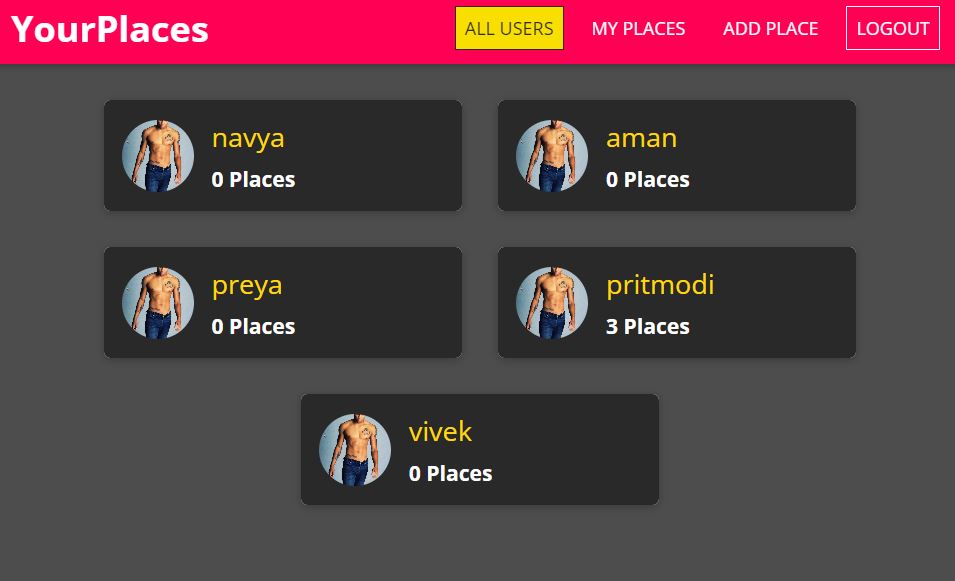 YourPlaces
ALL USERS MY PLACES ADD PLACE LOGOUT
navya
0 Places
aman
0 Places
preya
0 Places
pritmodi
3 Places
vivek
0 Places